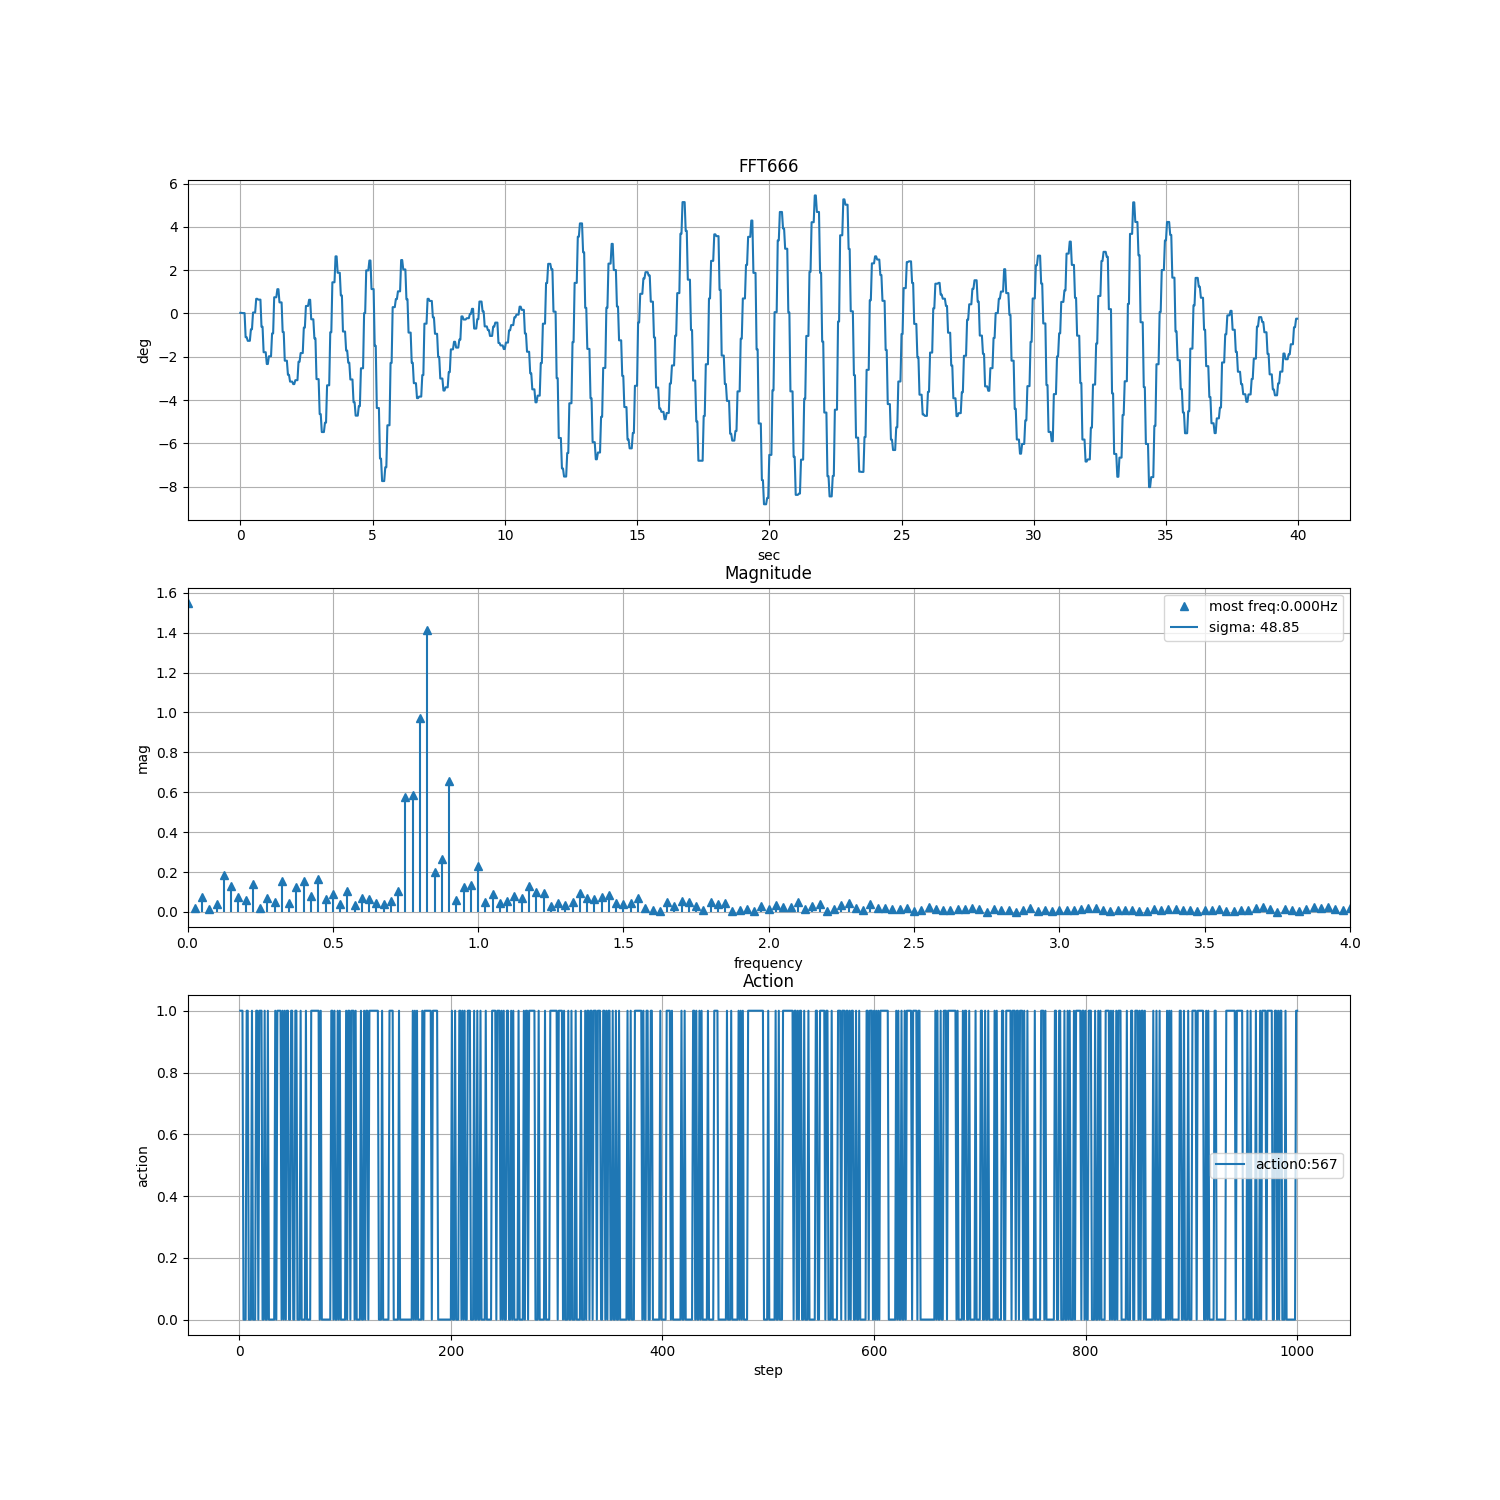 FFT666
6
4
2
0
−2
−4
−6
−8
deg
0 5 10 15 20 25 30 35 40
sec
Magnitude
1.6
1.4
1.2
1.0
0.8
0.6
0.4
0.2
0.0
mag
most freq:0.000Hz
sigma: 48.85
0.0 0.5 1.0 1.5 2.0 2.5 3.0 3.5 4.0
frequency
Action
1.0
0.8
0.6
0.4
0.2
0.0
action
action0:567
0 200 400 600 800 1000
step